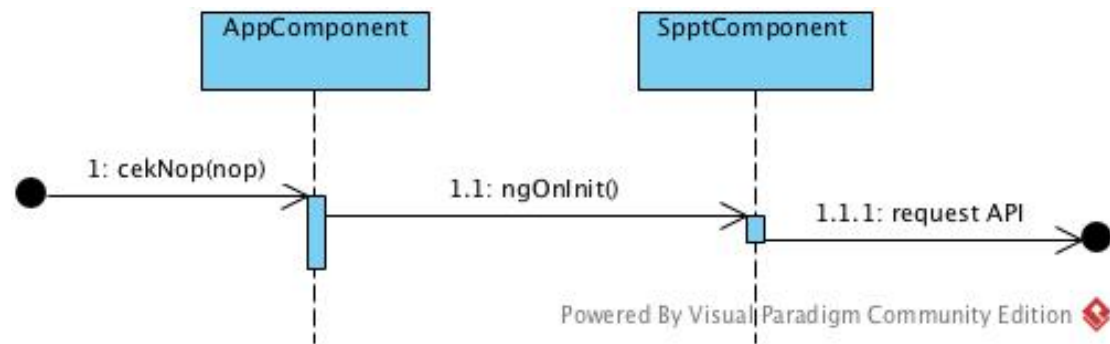 AppComponent
SpptComponent
1: cekNop(nop)
1.1: ngOnInit()
1.1.1: request API
Powered By Visual Paradigm Community Edition